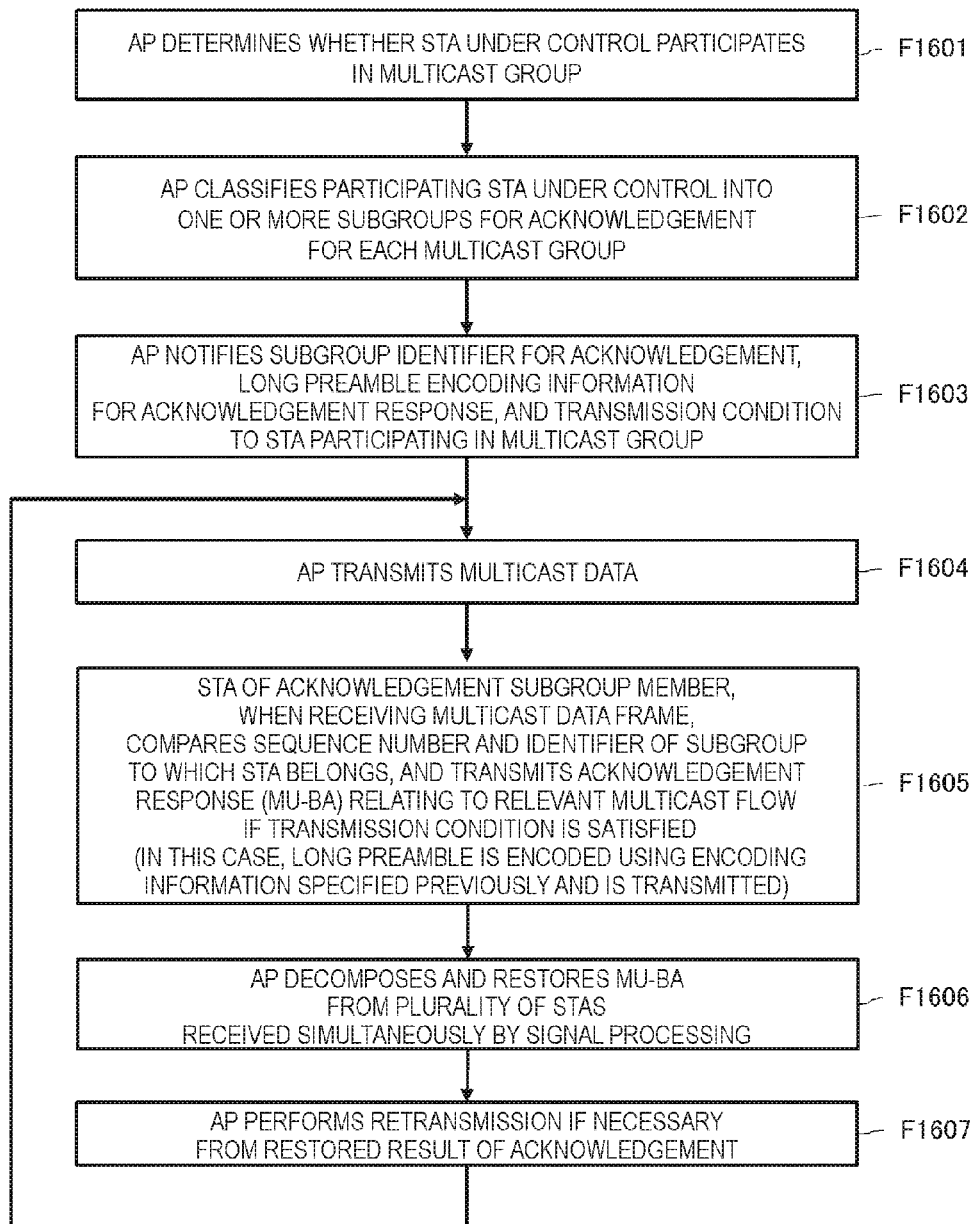 AP DETERMINES WHETHER STA UNDER CONTROL PARTICIPATES
IN MULTICAST GROUP
F1601
AP CLASSIFIES PARTICIPATING STA UNDER CONTROL INTO
ONE OR MORE SUBGROUPS FOR ACKNOWLEDGEMENT
FOR EACH MULTICAST GROUP
F1602
AP NOTIFIES SUBGROUP IDENTIFIER FOR ACKNOWLEDGEMENT,
LONG PREAMBLE ENCODING INFORMATION
FOR ACKNOWLEDGEMENT RESPONSE, AND TRANSMISSION CONDITION
TO STA PARTICIPATING IN MULTICAST GROUP
F1603
AP TRANSMITS MULTICAST DATA
F1604
STA OF ACKNOWLEDGEMENT SUBGROUP MEMBER,
WHEN RECEIVING MULTICAST DATA FRAME,
COMPARES SEQUENCE NUMBER AND IDENTIFIER OF SUBGROUP
TO WHICH STA BELONGS, AND TRANSMITS ACKNOWLEDGEMENT
RESPONSE (MU-BA) RELATING TO RELEVANT MULTICAST FLOW
IF TRANSMISSION CONDITION IS SATISFIED
(IN THIS CASE, LONG PREAMBLE IS ENCODED USING ENCODING
INFORMATION SPECIFIED PREVIOUSLY AND IS TRANSMITTED)
F1605
AP DECOMPOSES AND RESTORES MU-BA
FROM PLURALITY OF STAS
RECEIVED SIMULTANEOUSLY BY SIGNAL PROCESSING
F1606
AP PERFORMS RETRANSMISSION IF NECESSARY
FROM RESTORED RESULT OF ACKNOWLEDGEMENT
F1607